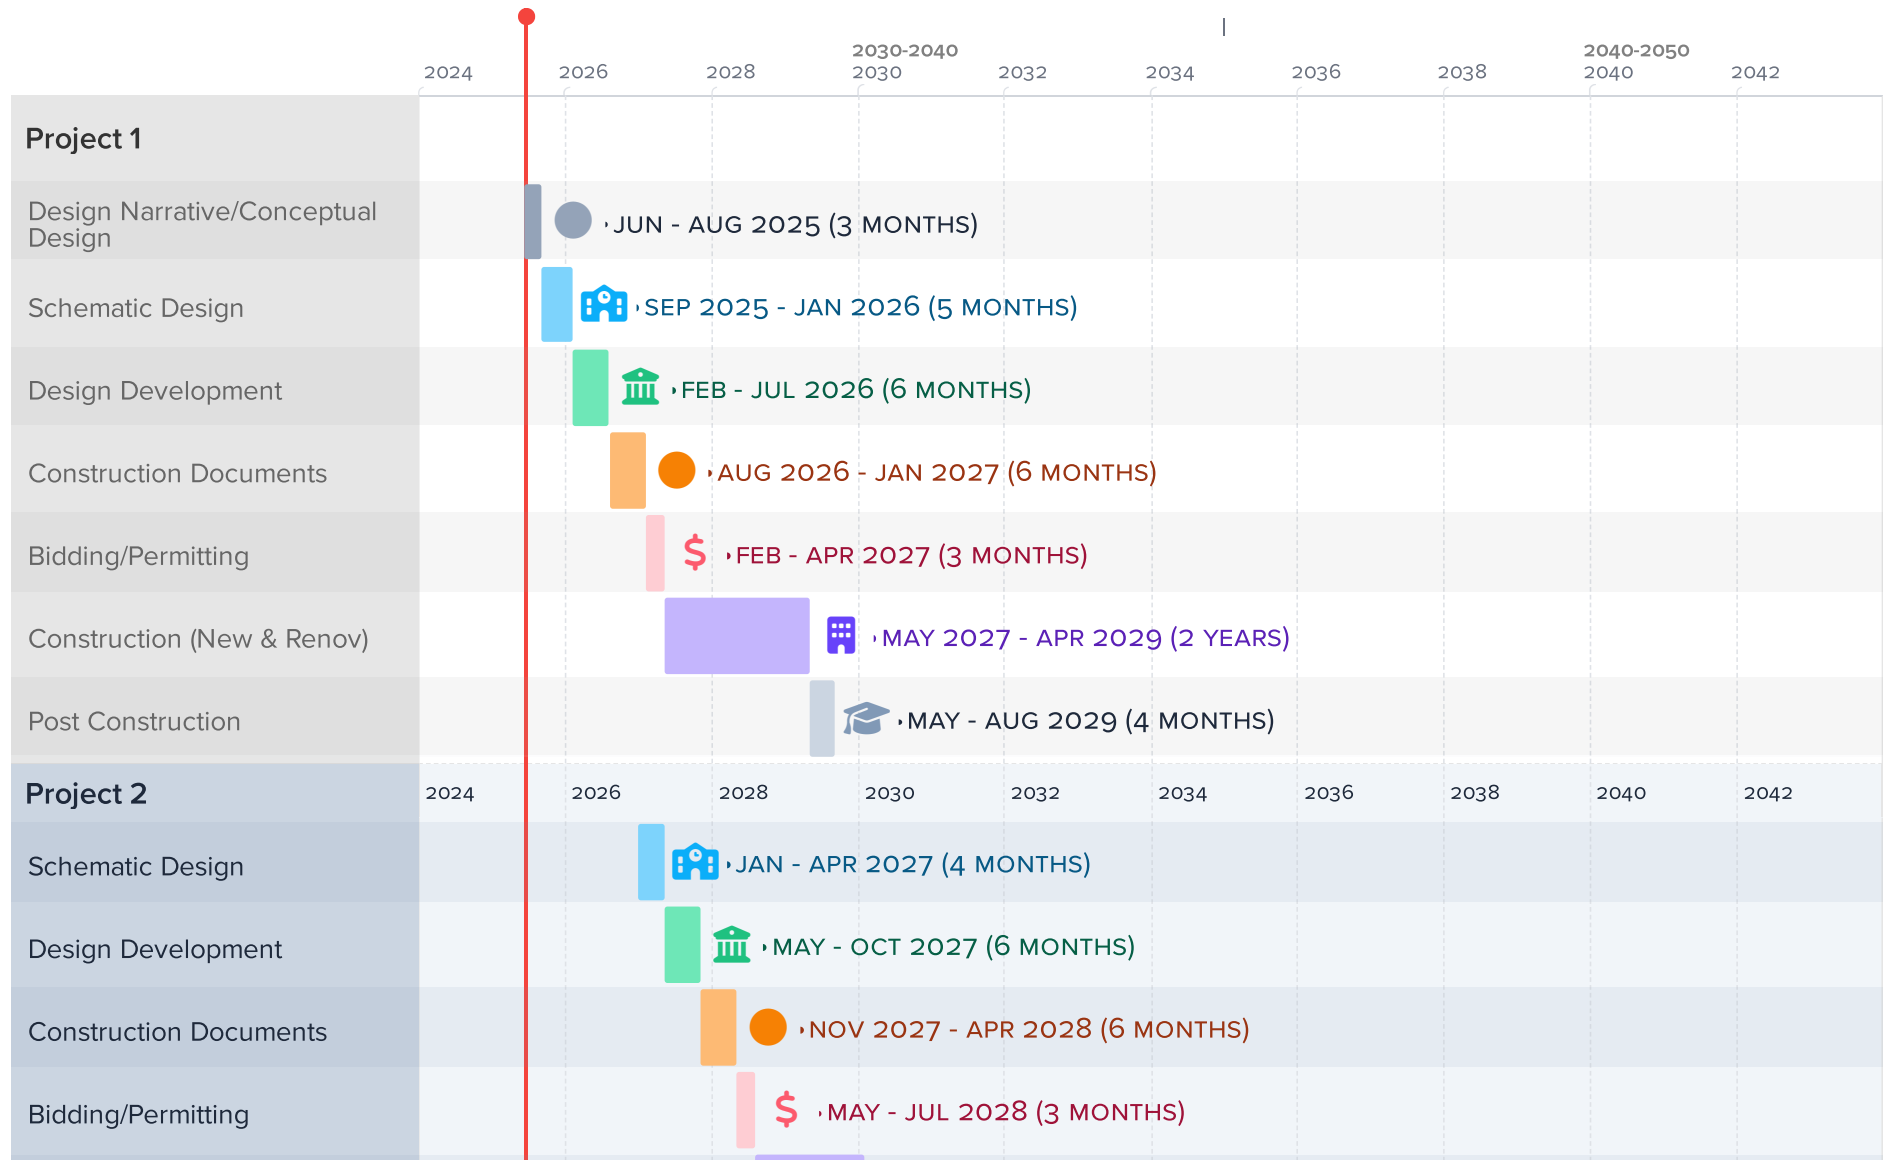 2030-2040
2040-2050
2024 2026 2028 2030 2032 2034 2036 2038 2040 2042
Project 1
Design Narrative/Conceptual
Design
JUN - AUG 2025 (3 MONTHS)
Schematic Design
SEP 2025 - JAN 2026 (5 MONTHS)
Design Development
FEB - JUL 2026 (6 MONTHS)
Construction Documents
AUG 2026 - JAN 2027 (6 MONTHS)
Bidding/Permitting
$
FEB - APR 2027 (3 MONTHS)
Construction (New & Renov)
MAY 2027 - APR 2029 (2 YEARS)
Post Construction
MAY - AUG 2029 (4 MONTHS)
Project 2
2024 2026 2028 2030 2032 2034 2036 2038 2040 2042
Schematic Design
JAN - APR 2027 (4 MONTHS)
Design Development
MAY - OCT 2027 (6 MONTHS)
Construction Documents
NOV 2027 - APR 2028 (6 MONTHS)
Bidding/Permitting
$
MAY - JUL 2028 (3 MONTHS)